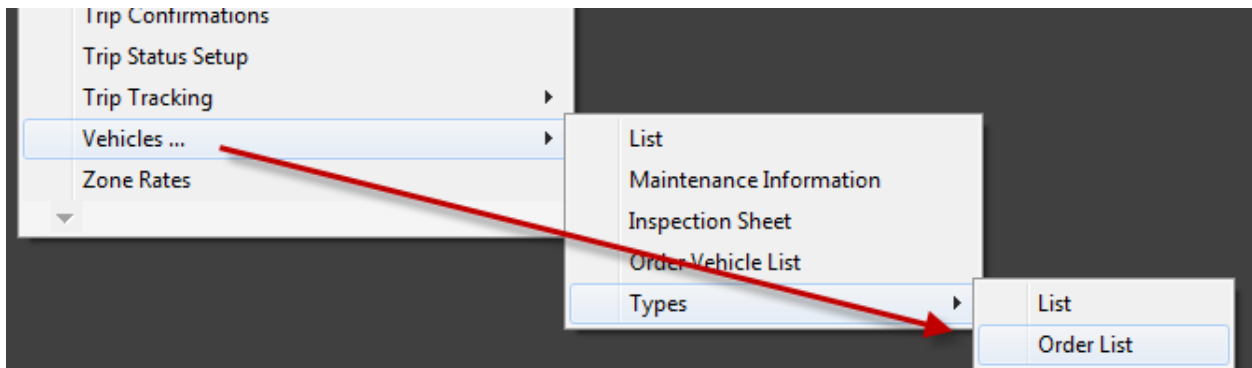 Trip Confirmations
Trip Status Setup
Trip Tracking
Vehicles ...
Zone Rates
List
Maintenance Information
Inspection Sheet
Order Vehicle List
Types
List
Order List